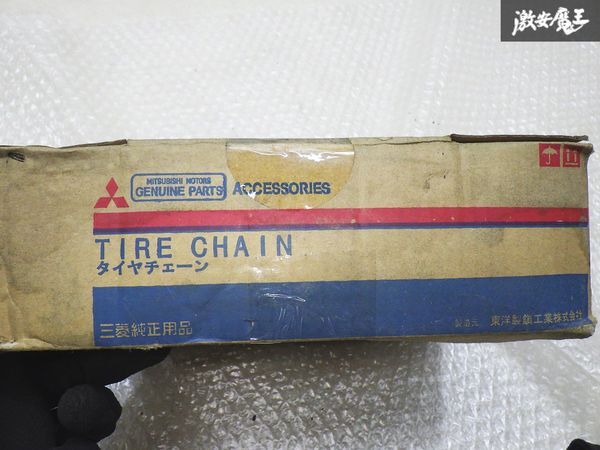 激安魔王
MITSUBISHI MOTORS
GENUINE PARTS
ACCESSORIES
TIRE CHAIN
タイヤチェーン
三菱純正用品
製造元 東洋製鎖工業株式会社